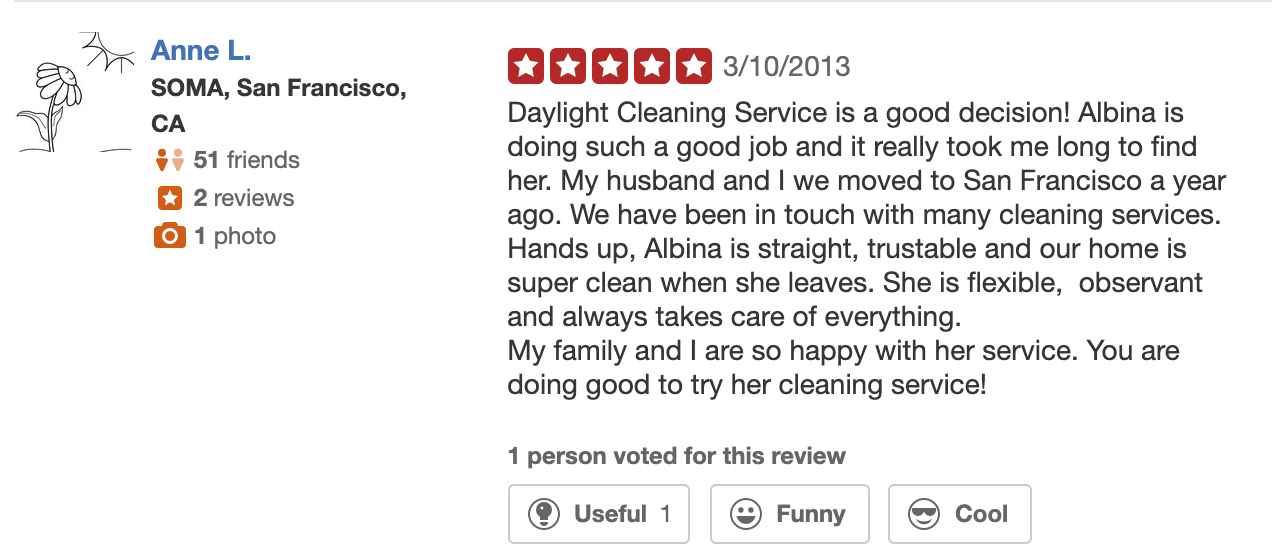 Anne L.
SOMA, San Francisco,
CA
51 friends
2 reviews
1 photo
3/10/2013
Daylight Cleaning Service is a good decision! Albina is
doing such a good job and it really took me long to find
her. My husband and I we moved to San Francisco a year
ago. We have been in touch with many cleaning services.
Hands up, Albina is straight, trustable and our home is
super clean when she leaves. She is flexible,  observant
and always takes care of everything.
My family and I are so happy with her service. You are
doing good to try her cleaning service!
1 person voted for this review
Useful 1
Funny
Cool